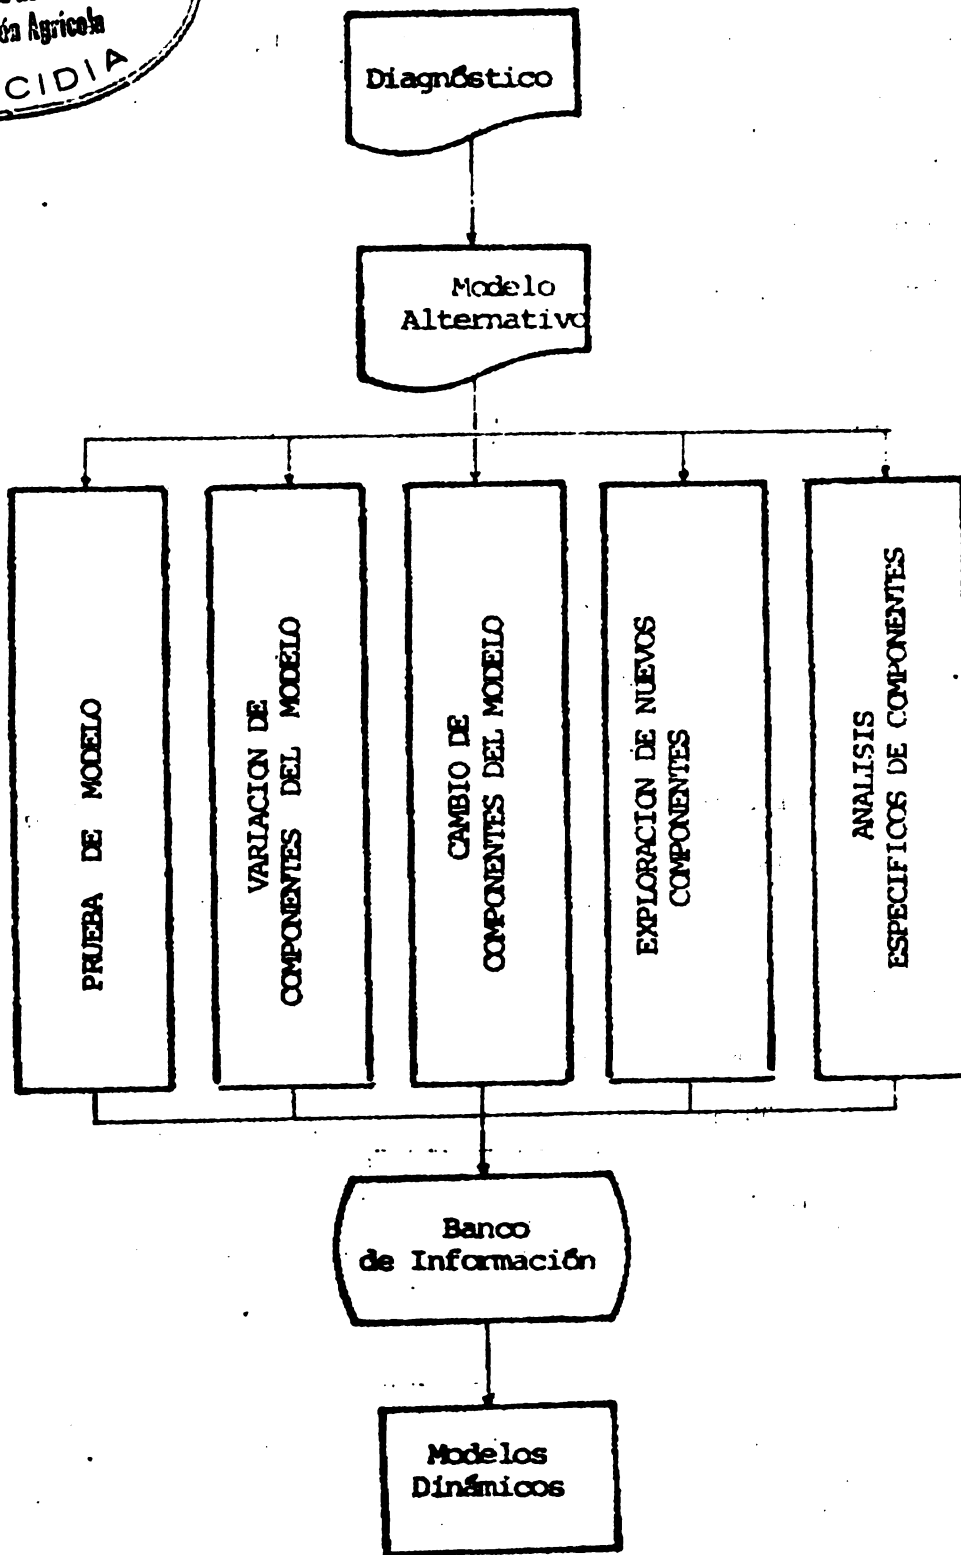 ón Agrícola
CIDIA
Diagnóstico
Modelo
Alternativo
PRUEBA DE MODELO
VARIACION DE
COMPONENTES DEL MODELO
CAMBIO DE
COMPONENTES DEL MODELO
EXPLORACION DE NUEVOS
COMPONENTES
ANALISIS
ESPECIFICOS DE COMPONENTES
Banco
de Información
Modelos
Dinámicos